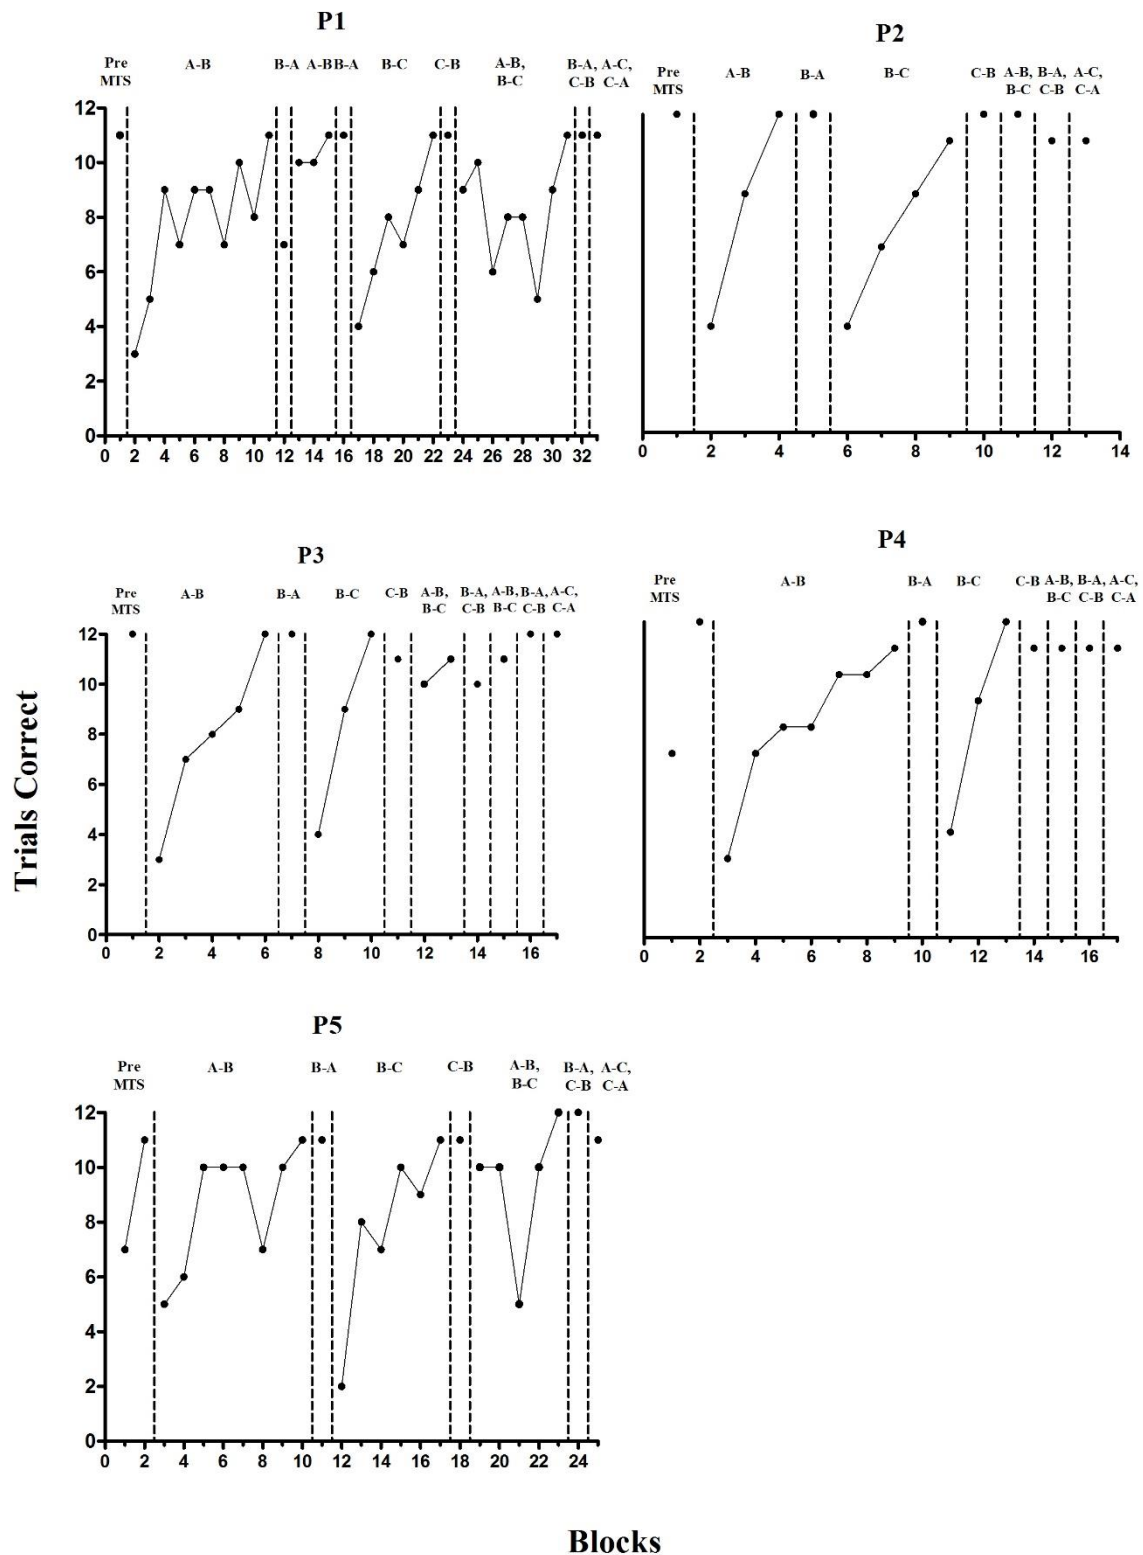 P1
Pre A-B B-A A-B B-A B-C C-B A-B, B-A, A-C,
MTS B-C C-B C-A
12
10
8
6
4
2
0
0 2 4 6 8 10 12 14 16 18 20 22 24 26 28 30 32
P2
Pre A-B B-A B-C C-B A-B, B-A, A-C,
MTS B-C C-B C-A
0 2 4 6 8 10 12 14
P3
Pre A-B B-A B-C C-B A-B, B-A, A-B, B-A, A-C,
MTS B-C C-B B-C C-B C-A
12
10
8
6
4
2
0
0 2 4 6 8 10 12 14 16
P4
Pre A-B B-A B-C C-B A-B, B-A, A-C,
MTS B-C C-B C-A
0 2 4 6 8 10 12 14 16
Trials Correct
P5
Pre A-B B-A B-C C-B A-B, B-A, A-C,
MTS B-C C-B C-A
12
10
8
6
4
2
0
0 2 4 6 8 10 12 14 16 18 20 22 24
Blocks